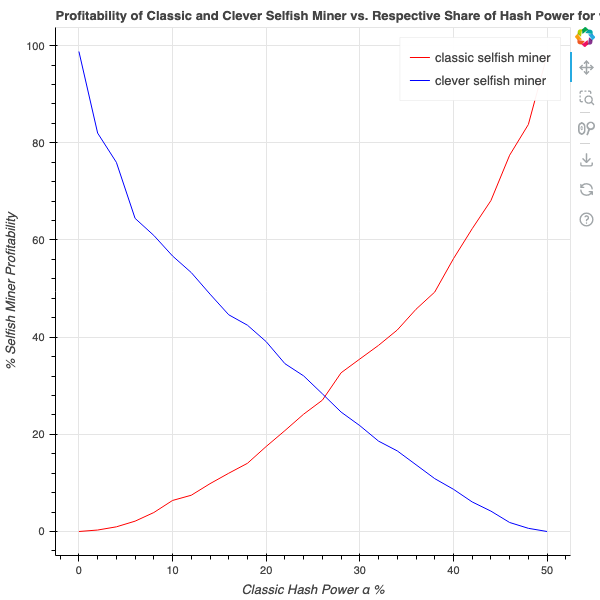 Profitability of Classic and Clever Selfish Miner vs. Respective Share of Hash Power for
classic selfish miner
clever selfish miner
100
80
60
40
20
0
% Selfish Miner Profitability
0 10 20 30 40 50
Classic Hash Power α %